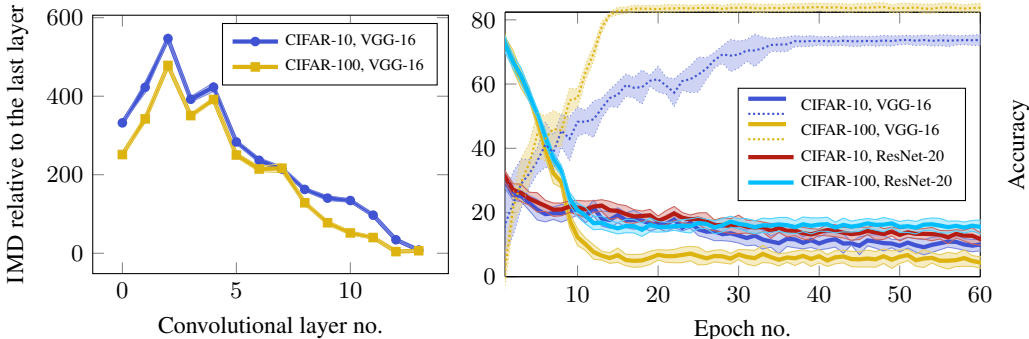 IMD relative to the last layer
600
400
200
0
CIFAR-10, VGG-16
CIFAR-100, VGG-16
0
5
10
Convolutional layer no.
80
60
40
20
0
CIFAR-10, VGG-16
CIFAR-100, VGG-16
CIFAR-10, ResNet-20
CIFAR-100, ResNet-20
10
20
30
40
50
60
Epoch no.
Accuracy